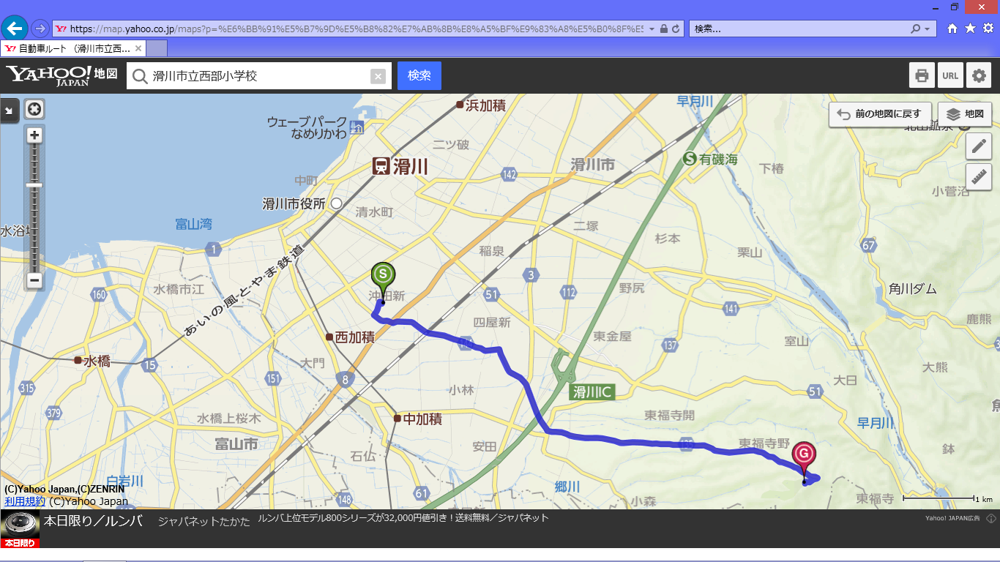 https://map.yahoo.co.jp/maps?p=%E6%BB%91%E5%B7%9D%E5%B8%82%E7%AB%8B%E8%A5%BF%E9%83%A8%E5%B0%8F%E5
検索...
自動車ルート （滑川市立西...
YAHOO! JAPAN 地図
滑川市立西部小学校
検索
URL
前の地図に戻す
地図
浜加積
早月川
ウェーブパーク
なめりかわ
二ツ破
滑川
滑川市
有磯海
下椿
中町
142
滑川市役所
清水町
小菅沼
富山湾
二塚
杉本
1
稲泉
栗山
67
S
沖田新
3
51
112
野尻
角川ダム
160
水橋市江
あいの風とやま鉄道
141
鹿熊
四屋新
西加積
東金屋
137
室山
水橋
15
大門
大熊
151
8
大日
315
小林
滑川IC
51
379
水橋上桜木
中加積
東福寺開
早月川
富山市
安田
東福寺野
鉢
石仏
G
白岩川
郷川
148
61
小森
東福寺
1 km
(C)Yahoo Japan,(C)ZENRIN
利用規約 (C)Yahoo Japan
本日限り
本日限り／ルンバ
ジャパネットたかた
ルンバ上位モデル800シリーズが32,000円値引き！送料無料／ジャパネット
Yahoo! JAPAN広告